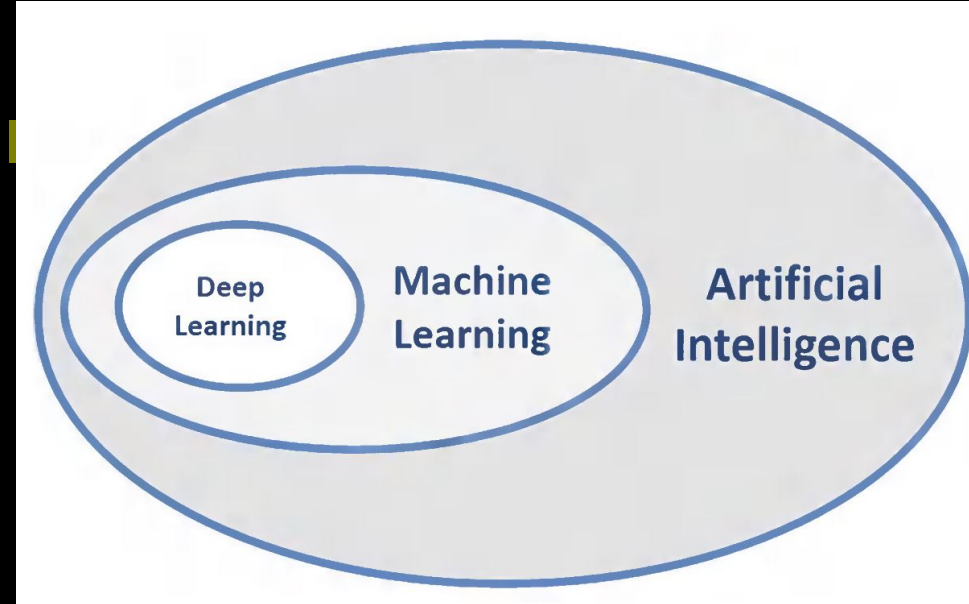 Deep
Learning
Machine
Learning
Artificial
Intelligence